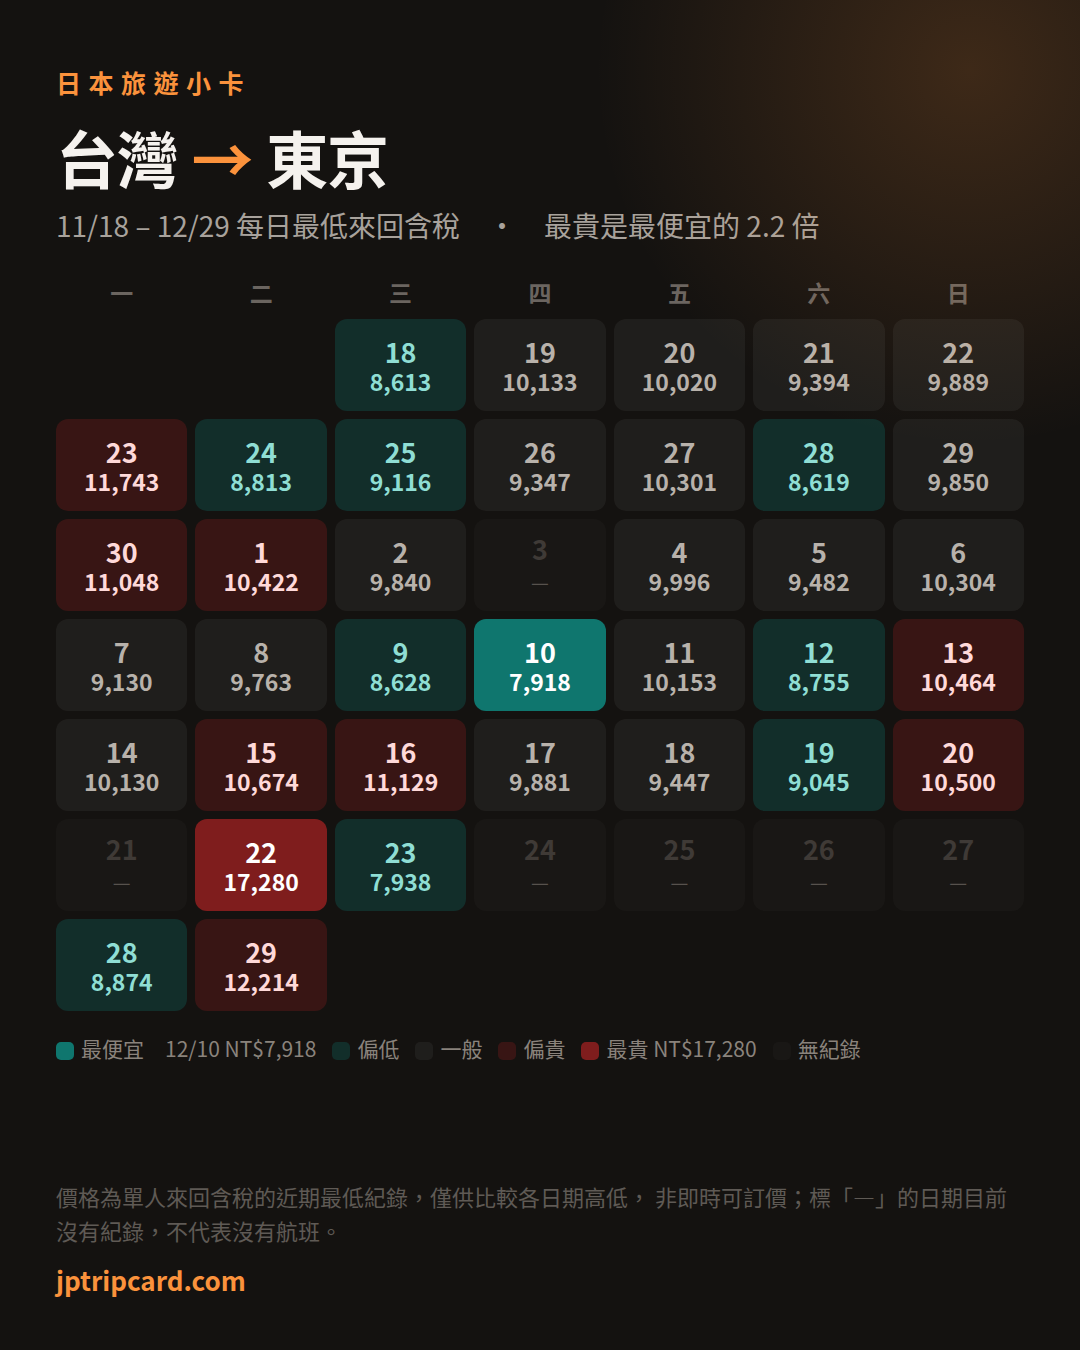 日本旅遊小卡
台灣 → 東京
11/18 – 12/29 每日最低來回含稅 ・ 最貴是最便宜的 2.2 倍
一 二 三 四 五 六 日
18 19 20 21 22
8,613 10,133 10,020 9,394 9,889
23 24 25 26 27 28 29
11,743 8,813 9,116 9,347 10,301 8,619 9,850
30 1 2 3 4 5 6
11,048 10,422 9,840 — 9,996 9,482 10,304
7 8 9 10 11 12 13
9,130 9,763 8,628 7,918 10,153 8,755 10,464
14 15 16 17 18 19 20
10,130 10,674 11,129 9,881 9,447 9,045 10,500
21 22 23 24 25 26 27
— 17,280 7,938 — — — —
28 29
8,874 12,214
最便宜 12/10 NT$7,918 偏低 一般 偏貴 最貴 NT$17,280 無紀錄
價格為單人來回含稅的近期最低紀錄，僅供比較各日期高低， 非即時可訂價；標「—」的日期目前
沒有紀錄，不代表沒有航班。
jptripcard.com